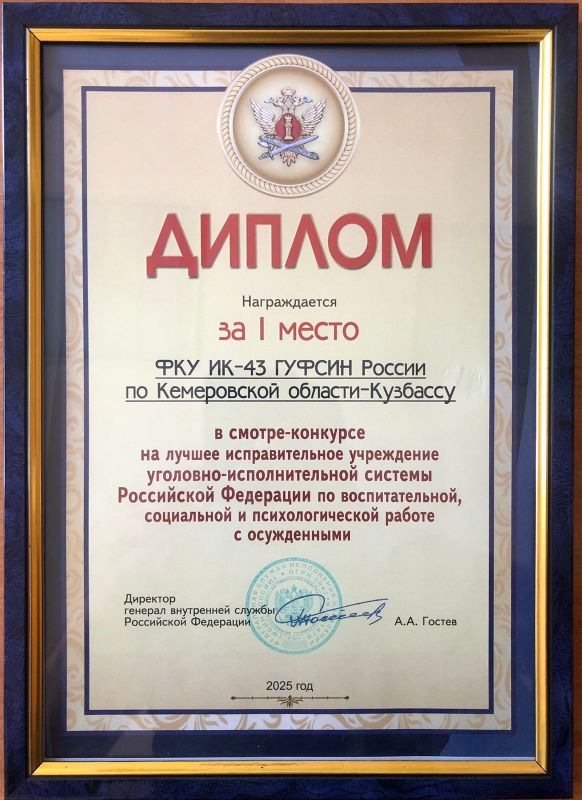 ДИПЛОМ
Награждается
за I место
ФКУ ИК-43 ГУФСИН России
по Кемеровской области-Кузбассу
в смотре-конкурсе
на лучшее исправительное учреждение
уголовно-исполнительной системы
Российской Федерации по воспитательной,
социальной и психологической работе
с осужденными
Директор
генерал внутренней службы
Российской Федерации
А.А. Гостев
2025 год